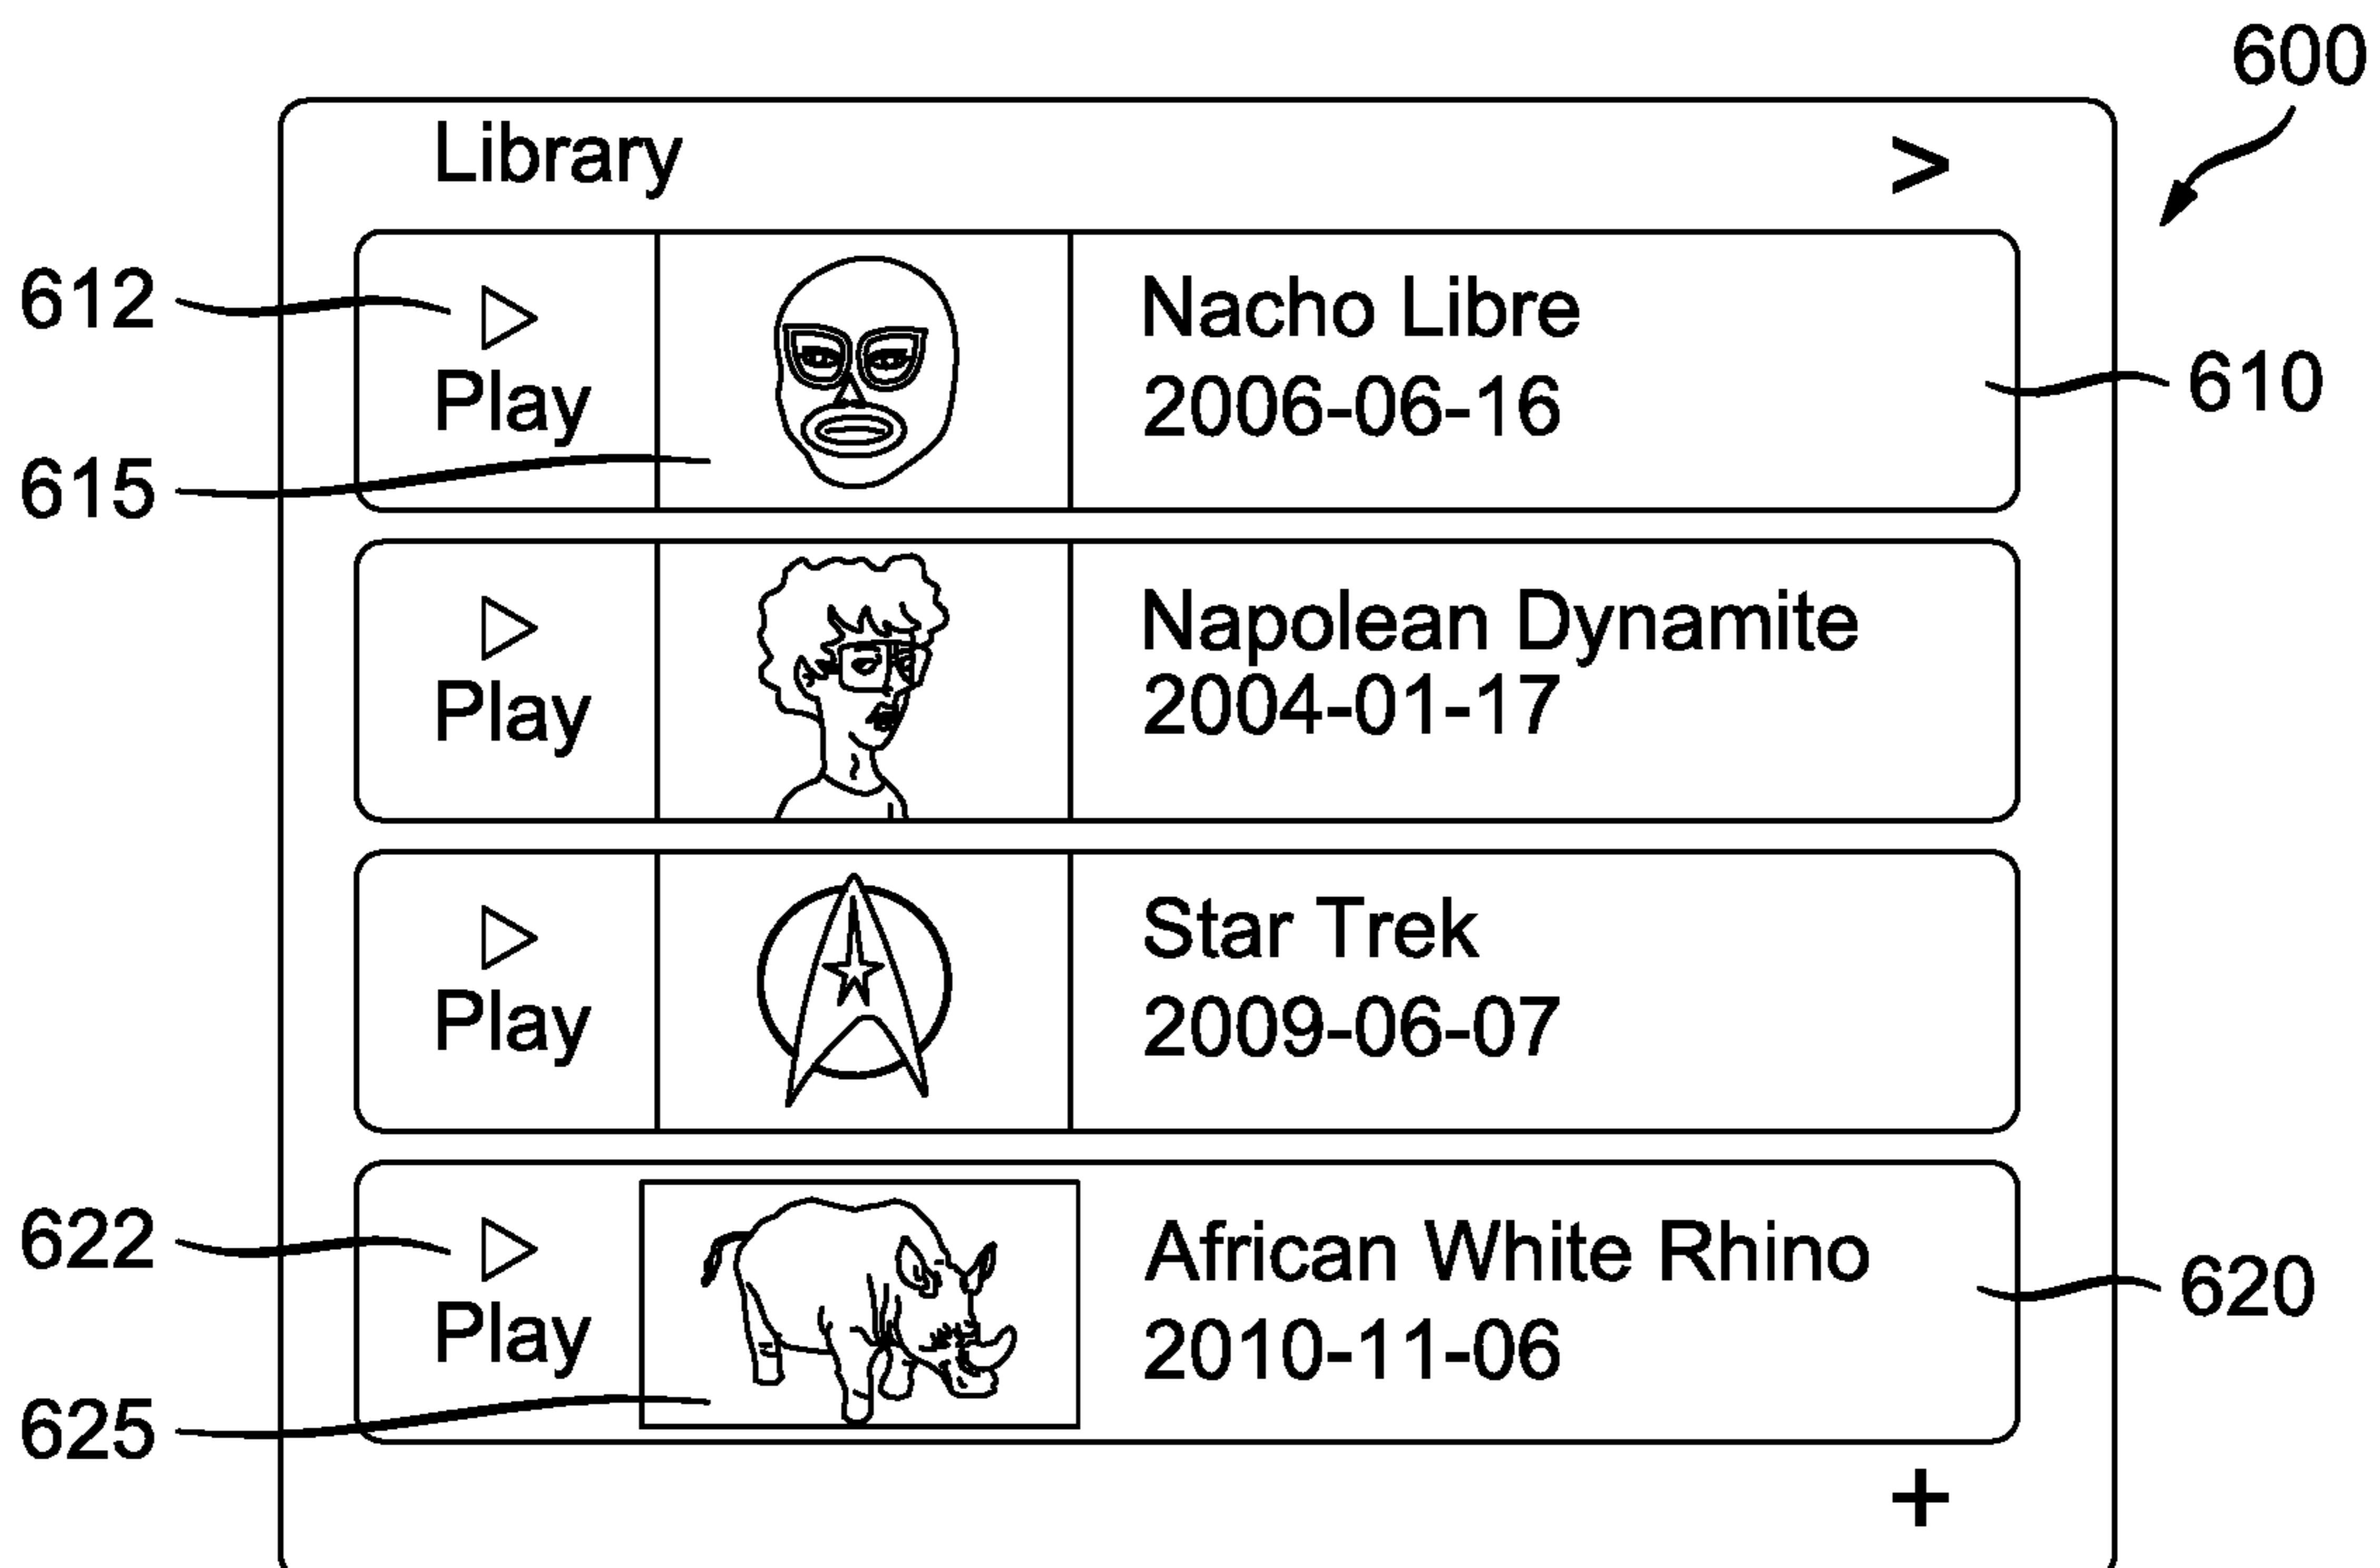 600
Library >
612
Play
615
Nacho Libre
2006-06-16
610
Play
Napolean Dynamite
2004-01-17
Play
Star Trek
2009-06-07
622
Play
625
African White Rhino
2010-11-06
620
+